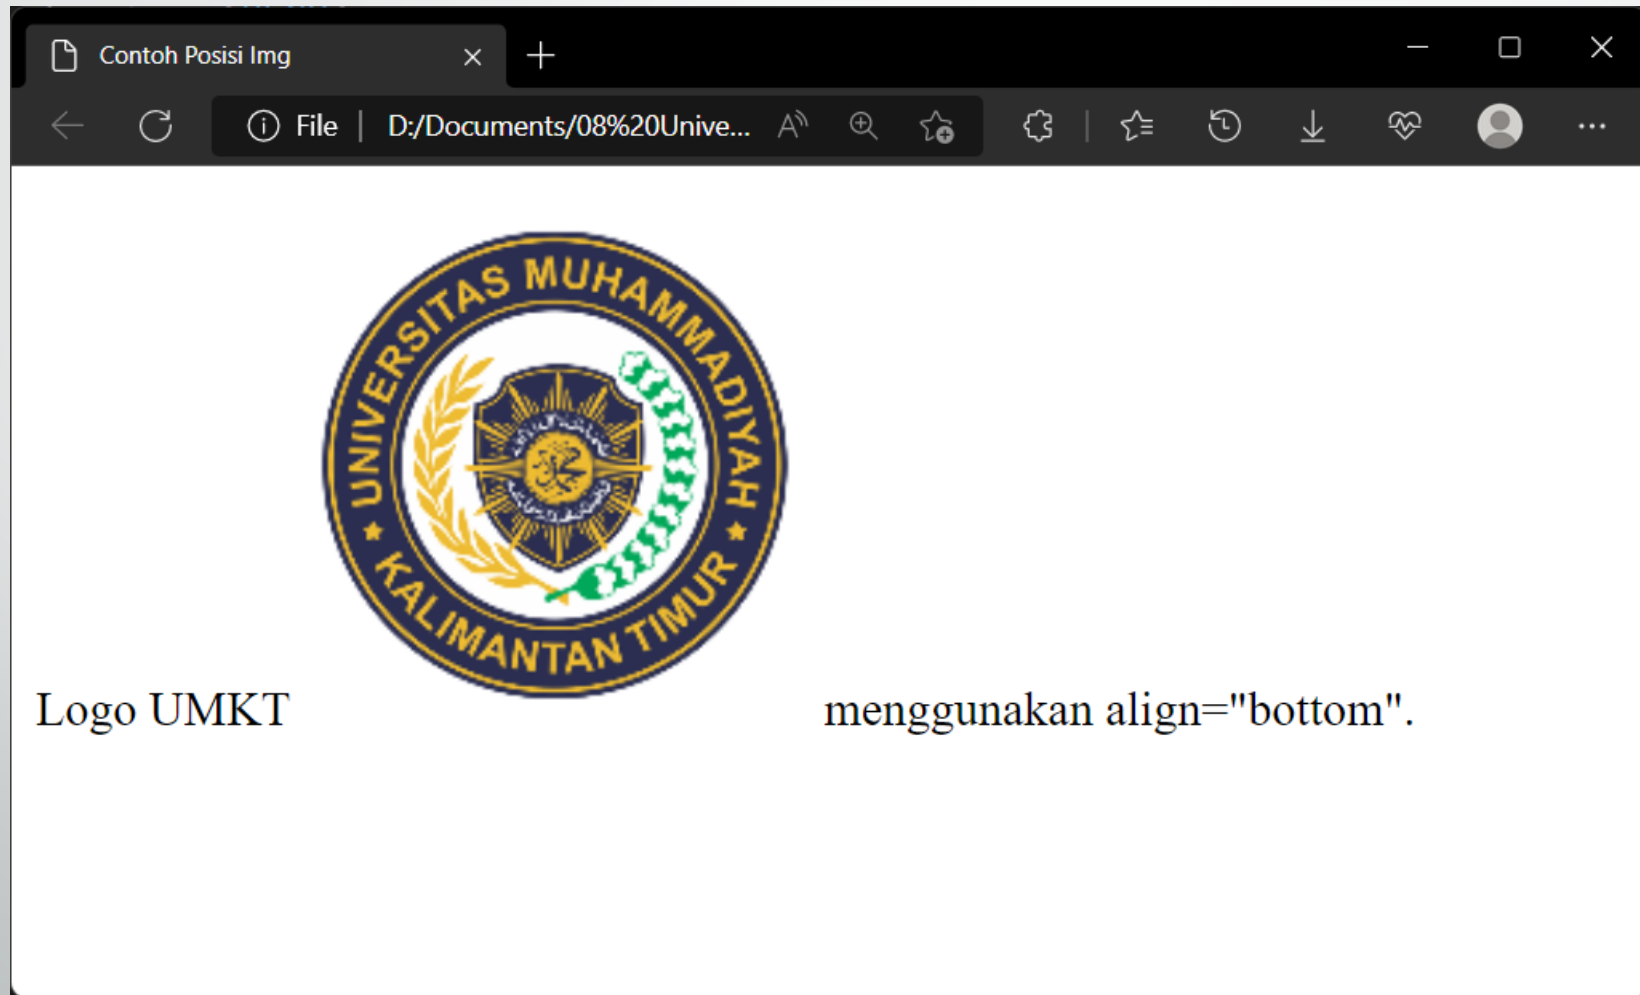 Contoh Posisi Img
File | D:/Documents/08%20Unive...
UNIVERSITAS MUHAMMADIYAH
KALIMANTAN TIMUR
Logo UMKT menggunakan align="bottom".